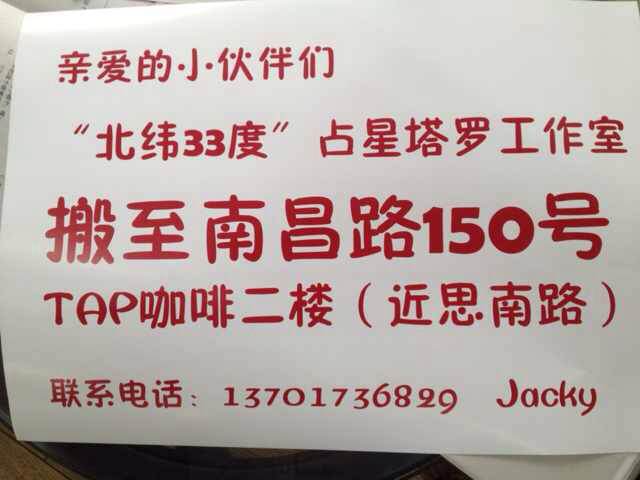 亲爱的小伙伴们
“北纬33度”占星塔罗工作室
搬至南昌路150号
TAP咖啡二楼（近思南路）
联系电话：13701736829 Jacky